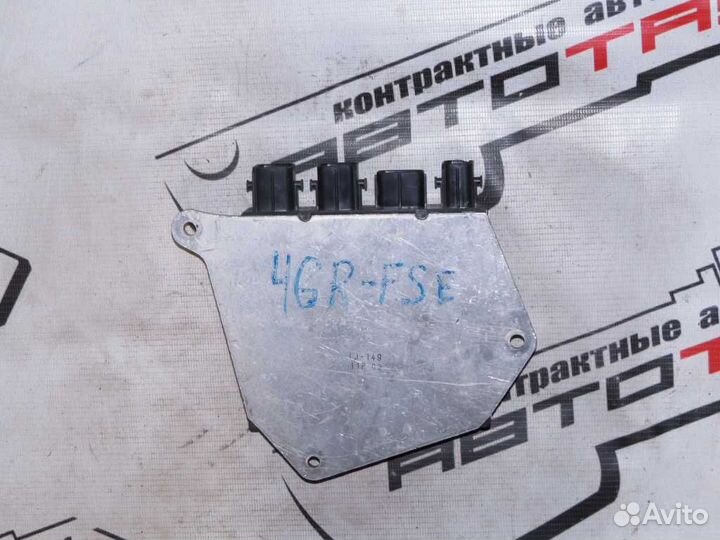 контрактные авто
АВТОТА
4GR-FSE
контрактные а
АВТОТ
Avito